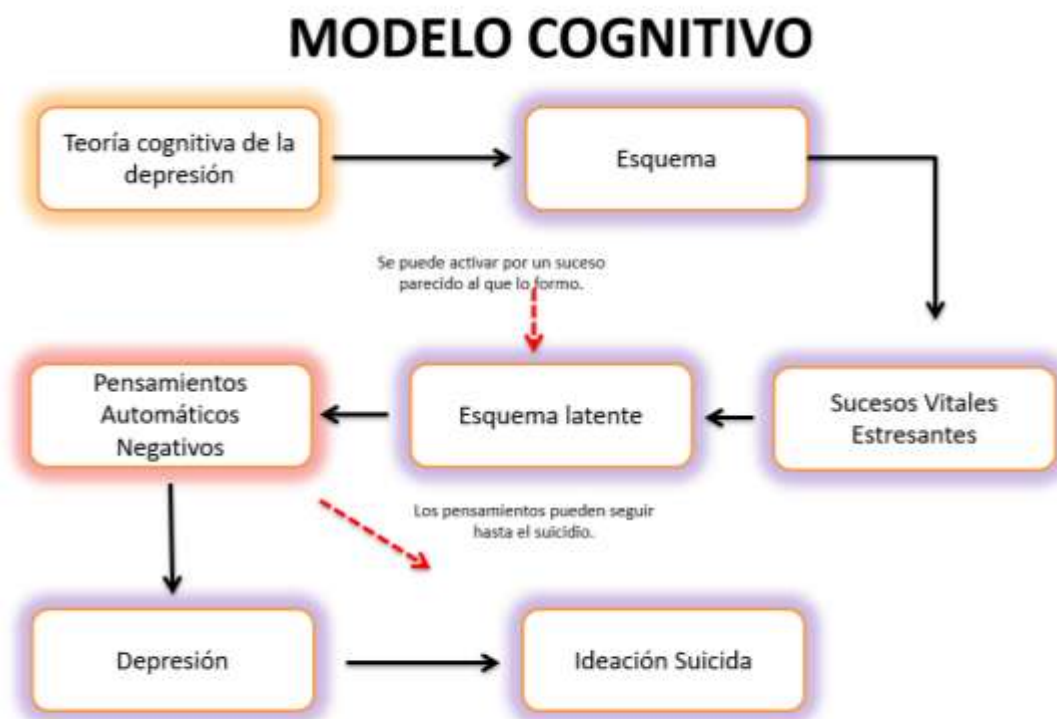 MODELO COGNITIVO
Teoría cognitiva de la
depresión
Esquema
Se puede activar por un suceso
parecido al que lo formo.
Pensamientos
Automáticos
Negativos
Esquema latente
Sucesos Vitales
Estresantes
Los pensamientos pueden seguir
hasta el suicidio.
Depresión
Ideación Suicida